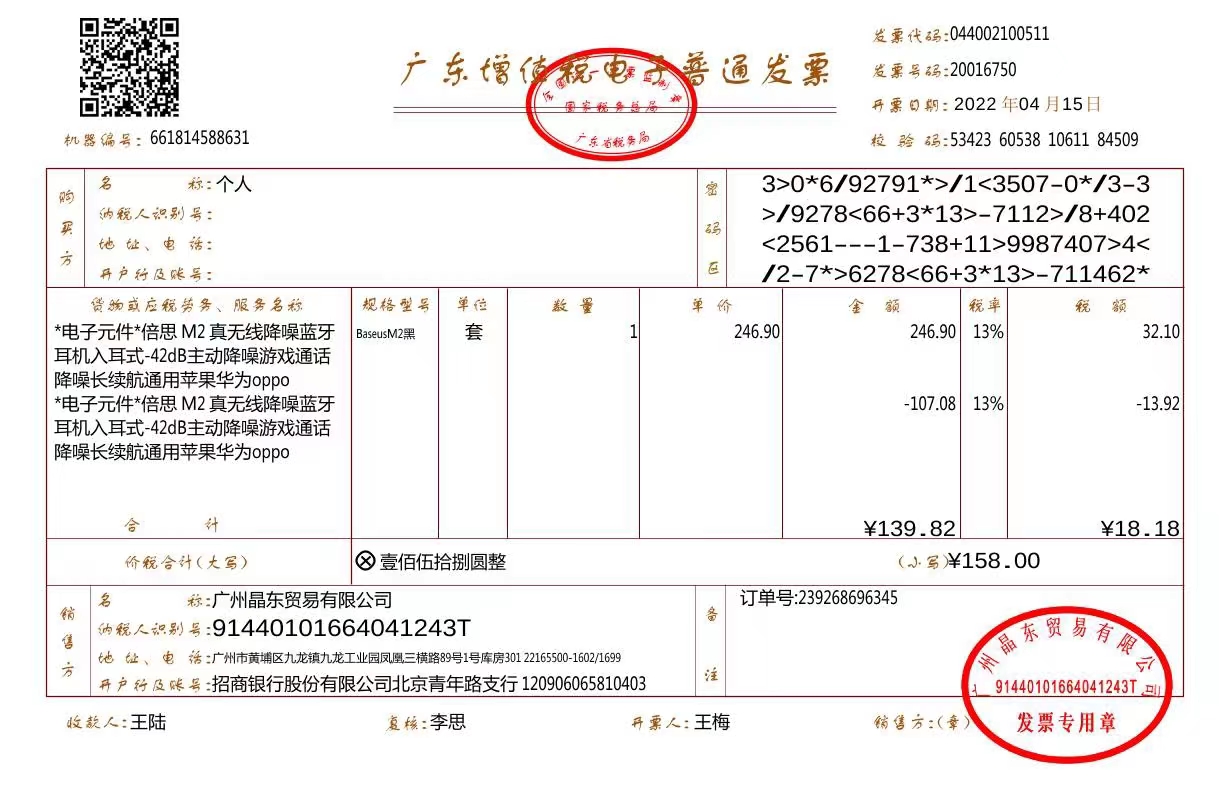 广东增值税电子普通发票
全国统一发票监制章
国家税务总局
广东省税务局
发票代码:044002100511
发票号码:20016750
开票日期: 2022 年04 月15日
校 验 码:53423 60538 10611 84509
机器编号: 661814588631
购买方
名 称:个人
纳税人识别号:
地 址、电 话:
开户行及账号:
密码区
3>0*6/92791*>/1<3507-0*/3-3
>/9278<66+3*13>-7112>/8+402
<2561---1-738+11>9987407>4<
/2-7*>6278<66+3*13>-711462*
货物或应税劳务、服务名称 规格型号 单位 数 量 单 价 金 额 税率 税 额
*电子元件*倍思 M2 真无线降噪蓝牙 BaseusM2黑 套 1 246.90 246.90 13% 32.10
耳机入耳式-42dB主动降噪游戏通话
降噪长续航通用苹果华为oppo
*电子元件*倍思 M2 真无线降噪蓝牙 -107.08 13% -13.92
耳机入耳式-42dB主动降噪游戏通话
降噪长续航通用苹果华为oppo
合 计 ¥139.82 ¥18.18
价税合计(大写) ⊗壹佰伍拾捌圆整 (小写)¥158.00
销售方
名 称:广州晶东贸易有限公司
纳税人识别号:91440101664041243T
地 址、电 话:广州市黄埔区九龙镇九龙工业园凤凰三横路89号1号库房301 22165500-1602/1699
开户行及账号:招商银行股份有限公司北京青年路支行 120906065810403
备注
订单号:239268696345
收款人:王陆 复核:李思 开票人:王梅 销售方:(章)
广州晶东贸易有限公司
91440101664041243T
发票专用章